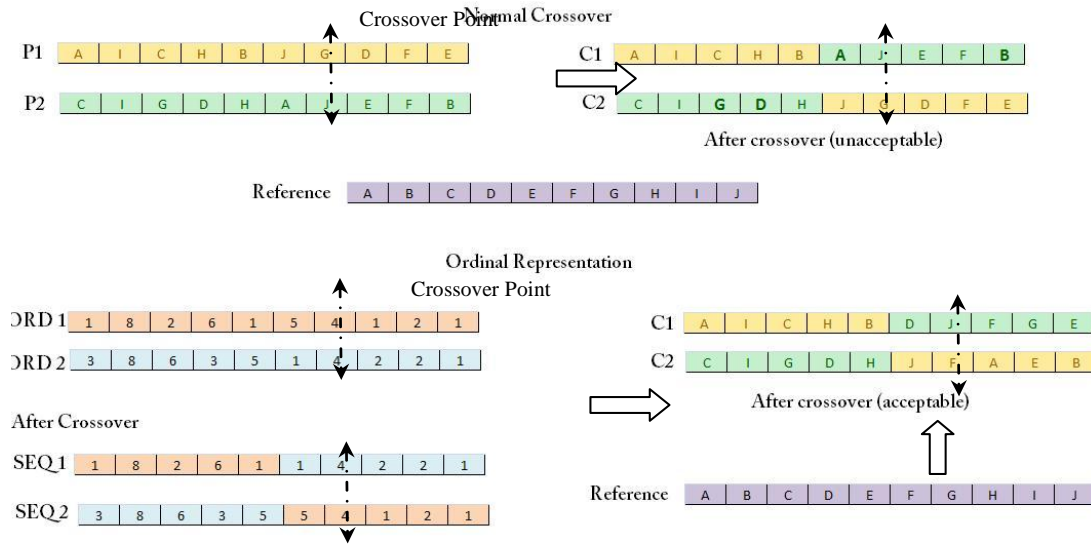 Crossover Point Normal Crossover
P1 A I C H B J G D F E
C1 A I C H B A J E F B
P2 C I G D H A J E F B
C2 C I G D H J G D F E
After crossover (unacceptable)
Reference A B C D E F G H I J
Ordinal Representation
Crossover Point
ORD 1 1 8 2 6 1 5 4 1 2 1
C1 A I C H B D J F G E
ORD 2 3 8 6 3 5 1 4 2 2 1
C2 C I G D H J F A E B
After crossover (acceptable)
After Crossover
SEQ 1 1 8 2 6 1 1 4 2 2 1
Reference A B C D E F G H I J
SEQ 2 3 8 6 3 5 5 4 1 2 1